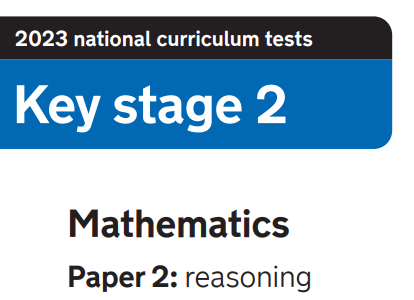 2023 national curriculum tests
Key stage 2
Mathematics
Paper 2: reasoning